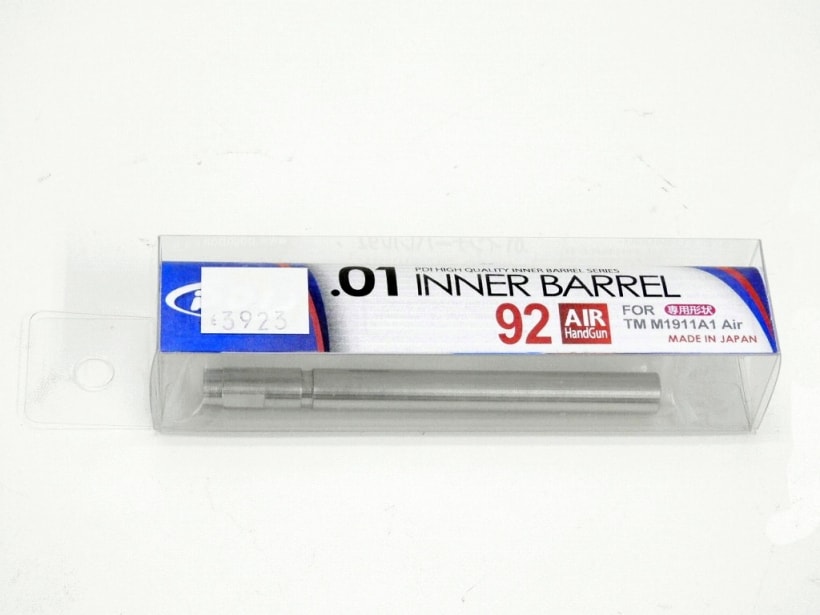 PDI HIGH QUALITY INNER BARREL SERIES
.01 INNER BARREL
3923
92 AIR HandGun
FOR 専用形状
TM M1911A1 Air
MADE IN JAPAN